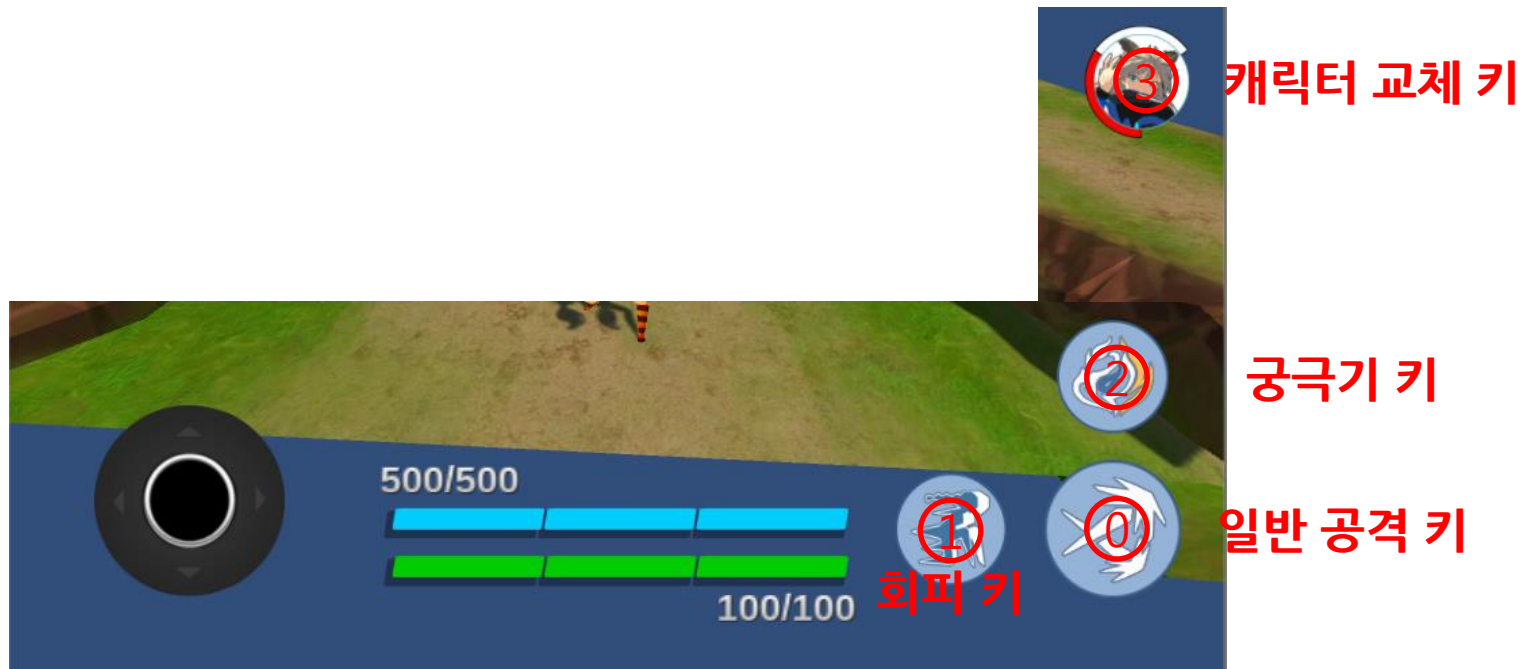 ③ 캐릭터 교체 키
② 궁극기 키
500/500
① 회피 키
⓪ 일반 공격 키
100/100